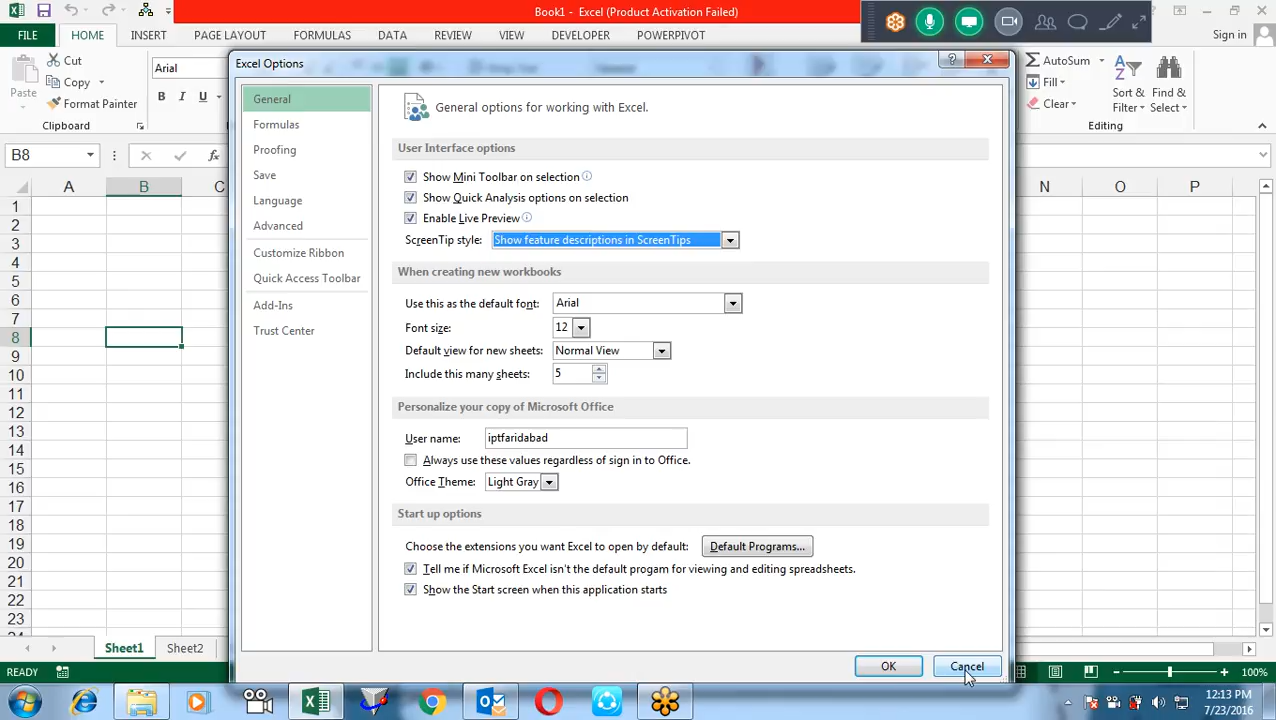 Book1 - Excel (Product Activation Failed)
FILE HOME INSERT PAGE LAYOUT FORMULAS DATA REVIEW VIEW DEVELOPER POWERPIVOT Sign in
Paste
Cut
Copy
Format Painter
Clipboard
Arial
B I U
AutoSum
Fill
Clear
Sort &
Filter
Find &
Select
Editing
B8
fx
A B C N O P
1
2
3
4
5
6
7
8
9
10
11
12
13
14
15
16
17
18
19
20
21
22
23
24
Excel Options
?
General
Formulas
Proofing
Save
Language
Advanced
Customize Ribbon
Quick Access Toolbar
Add-Ins
Trust Center
General options for working with Excel.
User Interface options
Show Mini Toolbar on selection
Show Quick Analysis options on selection
Enable Live Preview
ScreenTip style: Show feature descriptions in ScreenTips
When creating new workbooks
Use this as the default font: Arial
Font size: 12
Default view for new sheets: Normal View
Include this many sheets: 5
Personalize your copy of Microsoft Office
User name: iptfaridabad
Always use these values regardless of sign in to Office.
Office Theme: Light Gray
Start up options
Choose the extensions you want Excel to open by default: Default Programs...
Tell me if Microsoft Excel isn't the default progam for viewing and editing spreadsheets.
Show the Start screen when this application starts
OK Cancel
Sheet1 Sheet2
READY
100%
12:13 PM
7/23/2016